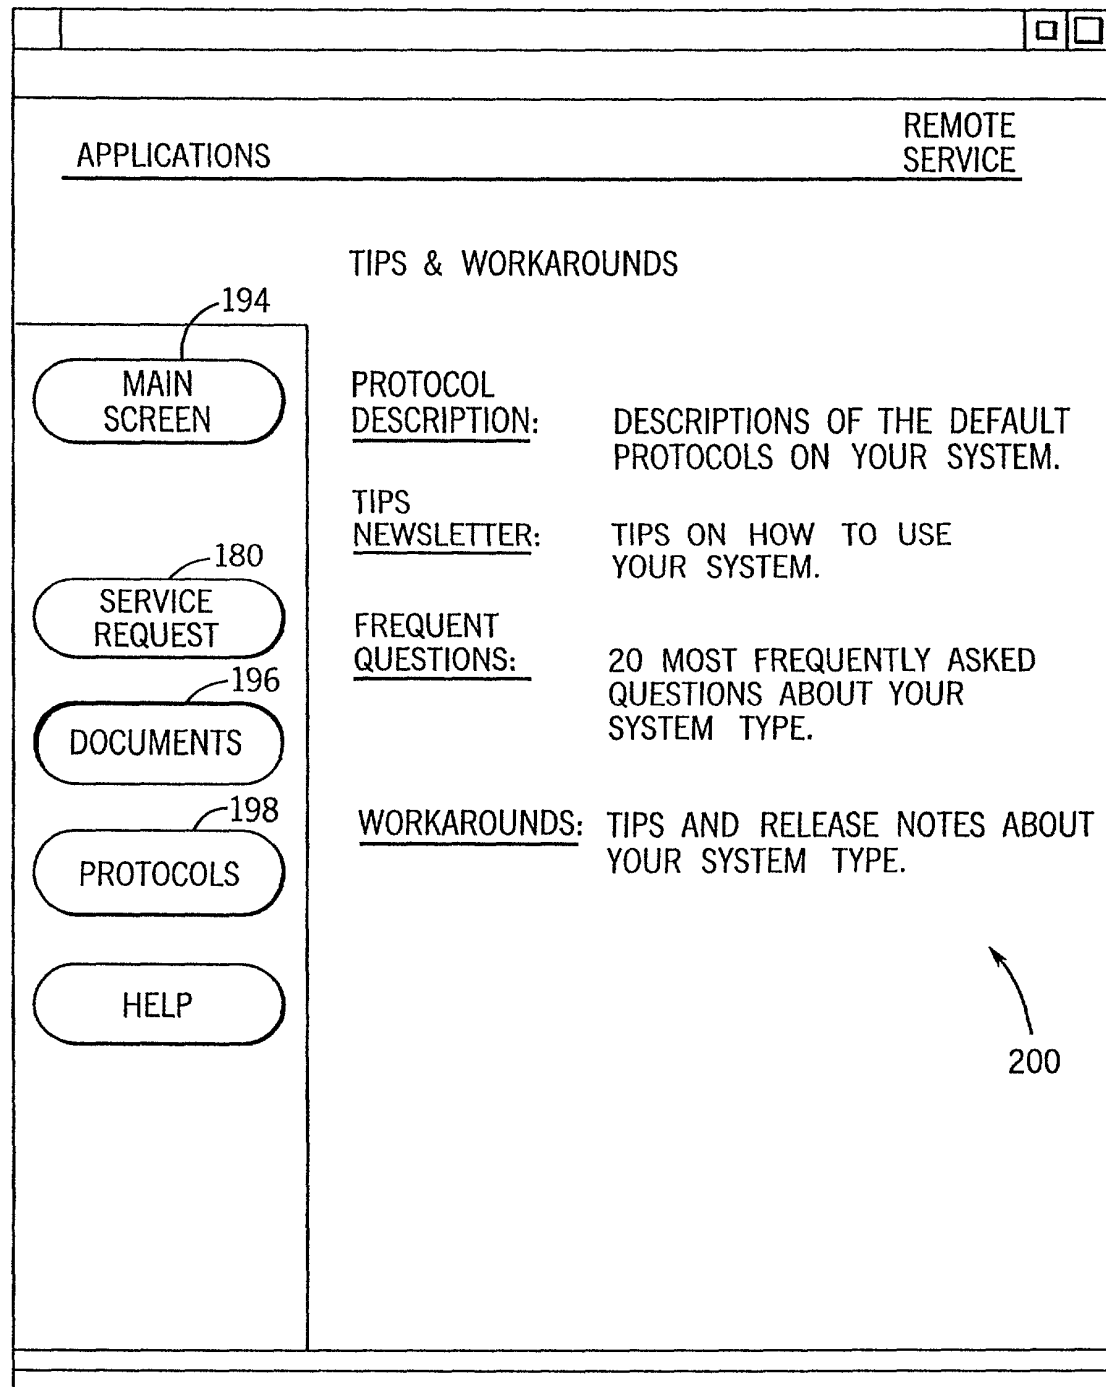 APPLICATIONS
REMOTE
SERVICE
TIPS & WORKAROUNDS
194
MAIN
SCREEN
180
SERVICE
REQUEST
196
DOCUMENTS
198
PROTOCOLS
HELP
PROTOCOL
DESCRIPTION:
DESCRIPTIONS OF THE DEFAULT
PROTOCOLS ON YOUR SYSTEM.
TIPS
NEWSLETTER:
TIPS ON HOW TO USE
YOUR SYSTEM.
FREQUENT
QUESTIONS:
20 MOST FREQUENTLY ASKED
QUESTIONS ABOUT YOUR
SYSTEM TYPE.
WORKAROUNDS:
TIPS AND RELEASE NOTES ABOUT
YOUR SYSTEM TYPE.
200